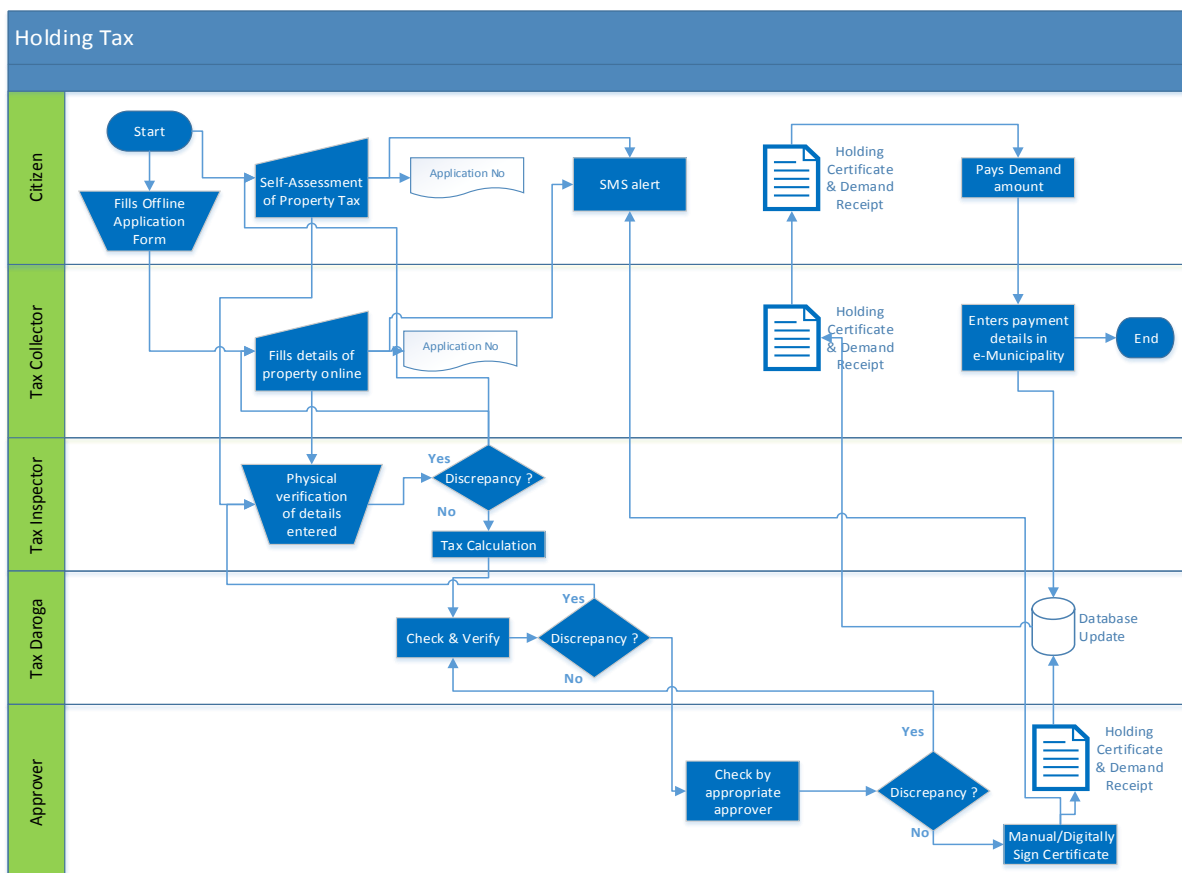 Holding Tax
Citizen
Start
Fills Offline
Application
Form
Self-Assessment
of Property Tax
Application No
SMS alert
Holding
Certificate
& Demand
Receipt
Pays Demand
amount
Tax Collector
Fills details of
property online
Application No
Holding
Certificate
& Demand
Receipt
Enters payment
details in
e-Municipality
End
Tax Inspector
Physical
verification
of details
entered
Yes
Discrepancy ?
No
Tax Calculation
Tax Daroga
Check & Verify
Yes
Discrepancy ?
No
Database
Update
Approver
Check by
appropriate
approver
Yes
Discrepancy ?
No
Holding
Certificate
& Demand
Receipt
Manual/Digitally
Sign Certificate